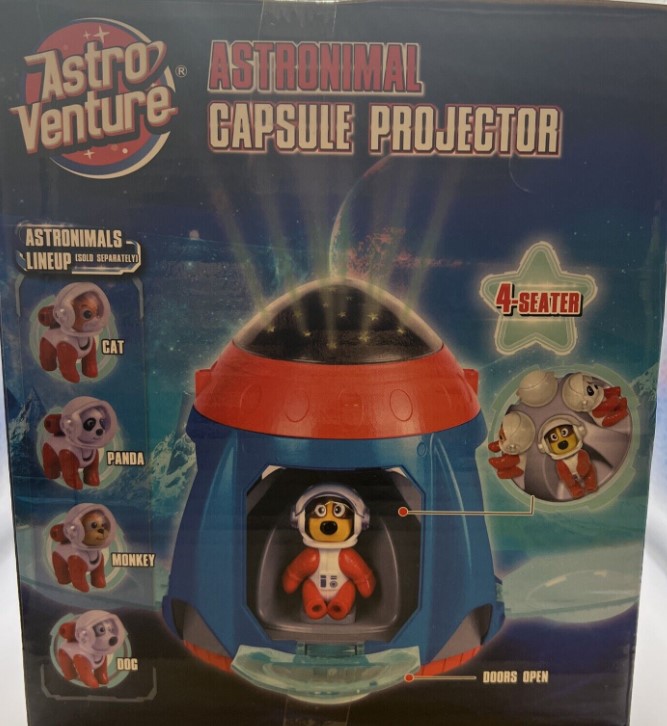 Astro
Venture®
ASTRONIMAL
CAPSULE PROJECTOR
ASTRONIMALS
LINEUP (SOLD SEPARATELY)
4-SEATER
CAT
PANDA
MONKEY
DOG
DOORS OPEN